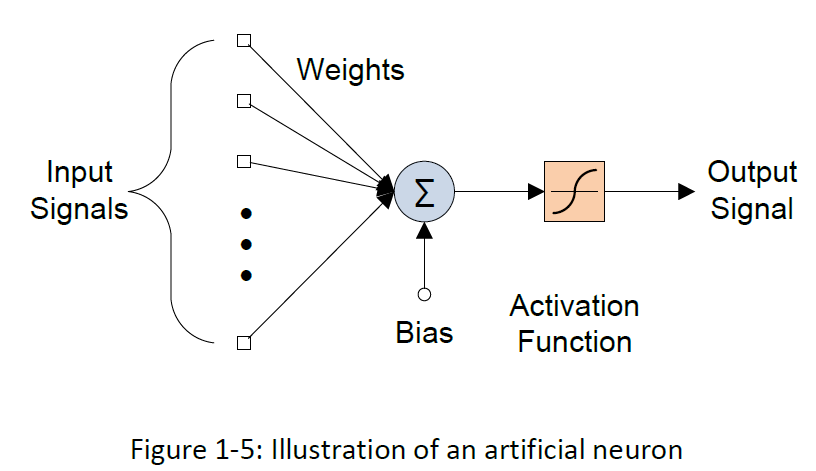 Weights
Input
Signals
Σ
Output
Signal
Bias
Activation
Function
Figure 1-5: Illustration of an artificial neuron